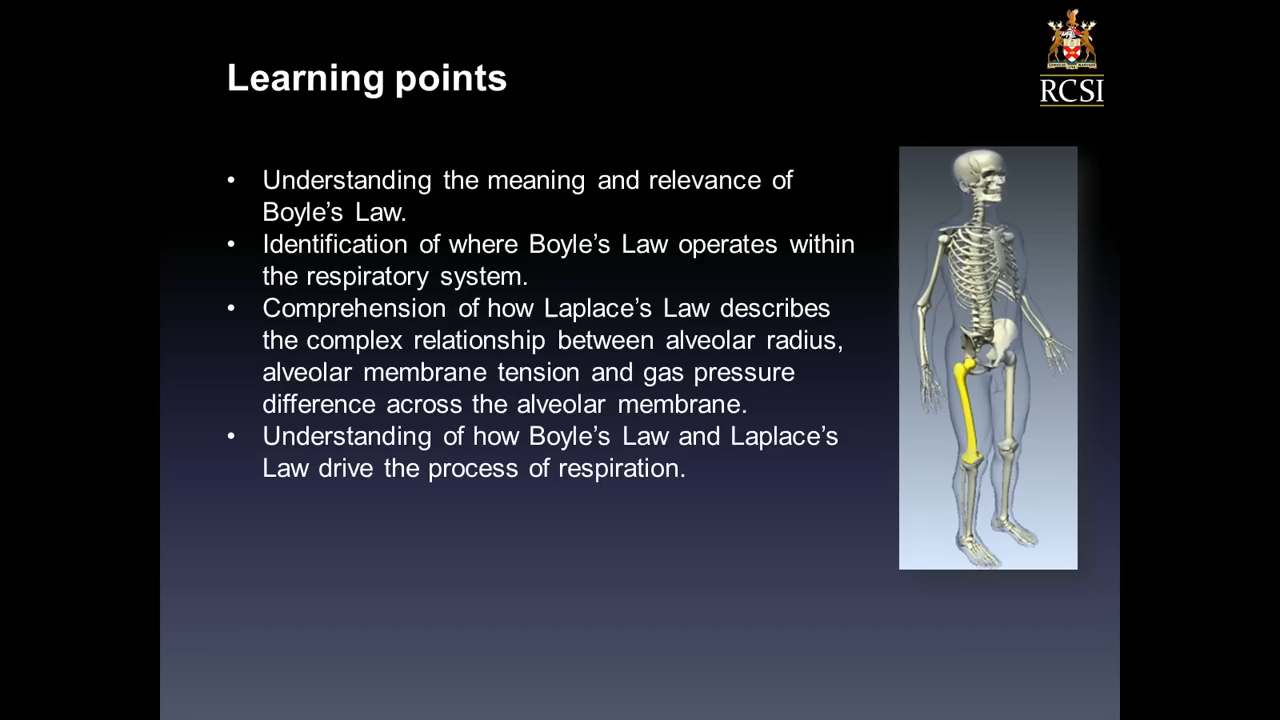 Learning points
RCSI
• Understanding the meaning and relevance of
Boyle’s Law.
• Identification of where Boyle’s Law operates within
the respiratory system.
• Comprehension of how Laplace’s Law describes
the complex relationship between alveolar radius,
alveolar membrane tension and gas pressure
difference across the alveolar membrane.
• Understanding of how Boyle’s Law and Laplace’s
Law drive the process of respiration.